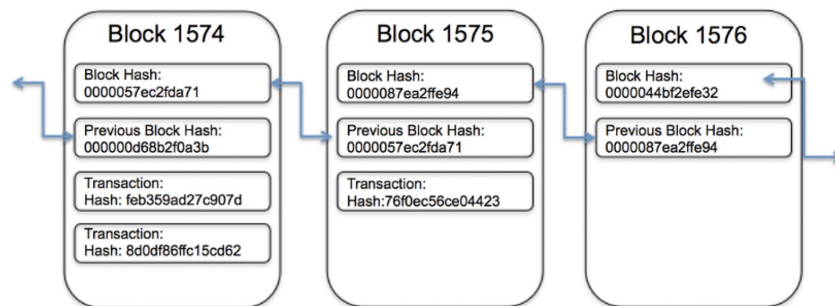 Block 1574
Block Hash:
0000057ec2fda71
Previous Block Hash:
000000d68b2f0a3b
Transaction:
Hash: feb359ad27c907d
Transaction:
Hash: 8d0df86ffc15cd62
Block 1575
Block Hash:
0000087ea2ffe94
Previous Block Hash:
0000057ec2fda71
Transaction:
Hash:76f0ec56ce04423
Block 1576
Block Hash:
0000044bf2efe32
Previous Block Hash:
0000087ea2ffe94